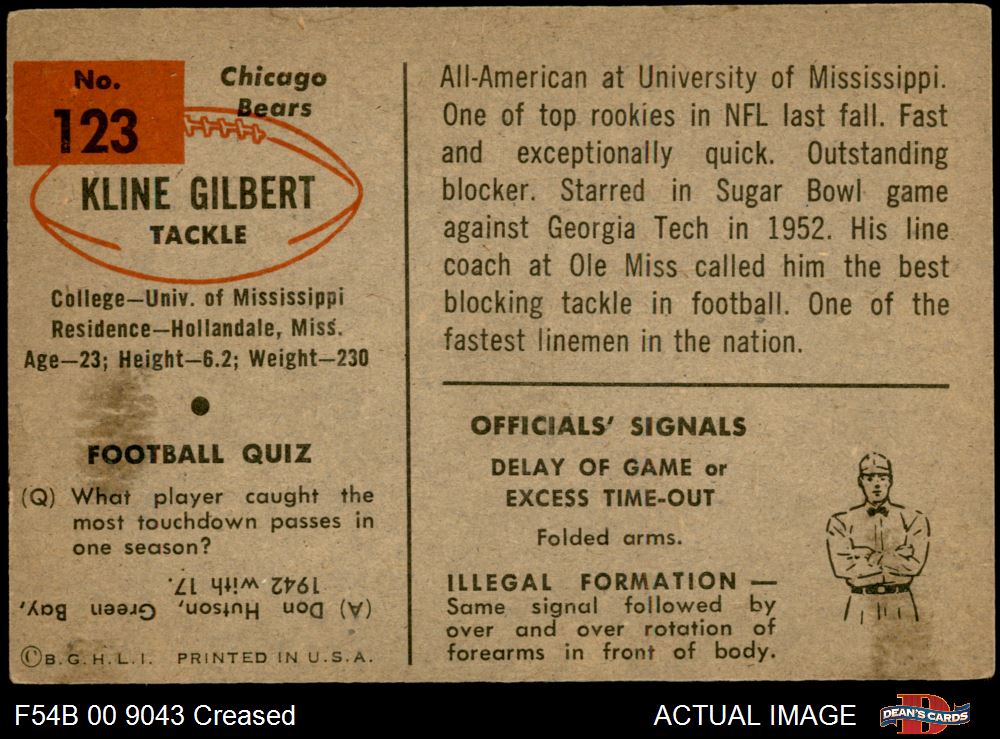 No.
123
Chicago
Bears
KLINE GILBERT
TACKLE
College—Univ. of Mississippi
Residence—Hollandale, Miss.
Age—23; Height—6.2; Weight—230
FOOTBALL QUIZ
(Q) What player caught the
most touchdown passes in
one season?
(A) Don Hutson, Green Bay,
1942 with 17.
©B.G.H.L.I. PRINTED IN U.S.A.
All-American at University of Mississippi.
One of top rookies in NFL last fall. Fast
and exceptionally quick. Outstanding
blocker. Starred in Sugar Bowl game
against Georgia Tech in 1952. His line
coach at Ole Miss called him the best
blocking tackle in football. One of the
fastest linemen in the nation.
OFFICIALS' SIGNALS
DELAY OF GAME or
EXCESS TIME-OUT
Folded arms.
ILLEGAL FORMATION —
Same signal followed by
over and over rotation of
forearms in front of body.
F54B 00 9043 Creased
ACTUAL IMAGE
D
DEAN'S CARDS